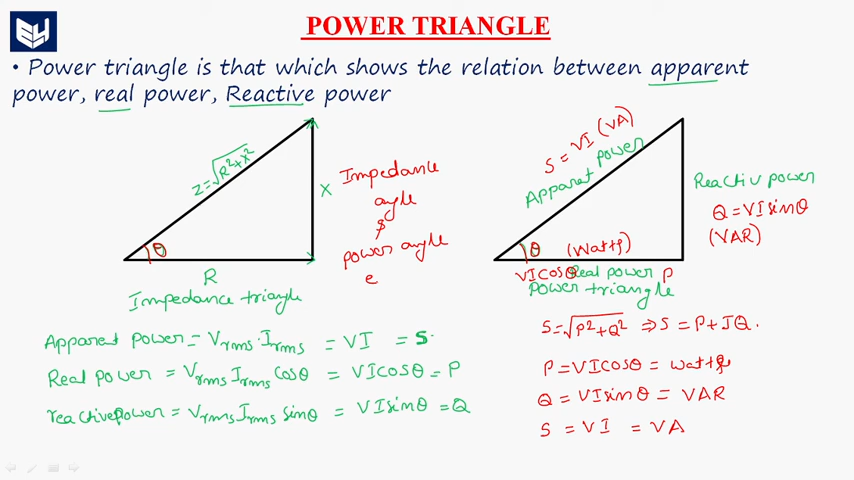 POWER TRIANGLE
• Power triangle is that which shows the relation between apparent
power, real power, Reactive power
Z=√R²+X²
X
θ
R
Impedance triangle
Impedance
angle
&
power angle
e
S = VI (VA)
Apparent power
Reactiv power
Q=VIsinθ
(VAR)
θ
(Watts)
VICosθ Real power P
Power triangle
Apparent power = Vrms·Irms = VI = S
Real power = Vrms Irms cosθ = VICosθ = P
reactive power = Vrms Irms sinθ = VIsinθ = Q
S=√P²+Q² ⇒ S = P+JQ.
P=VICosθ = watts
Q = VIsinθ = VAR
S = VI = VA